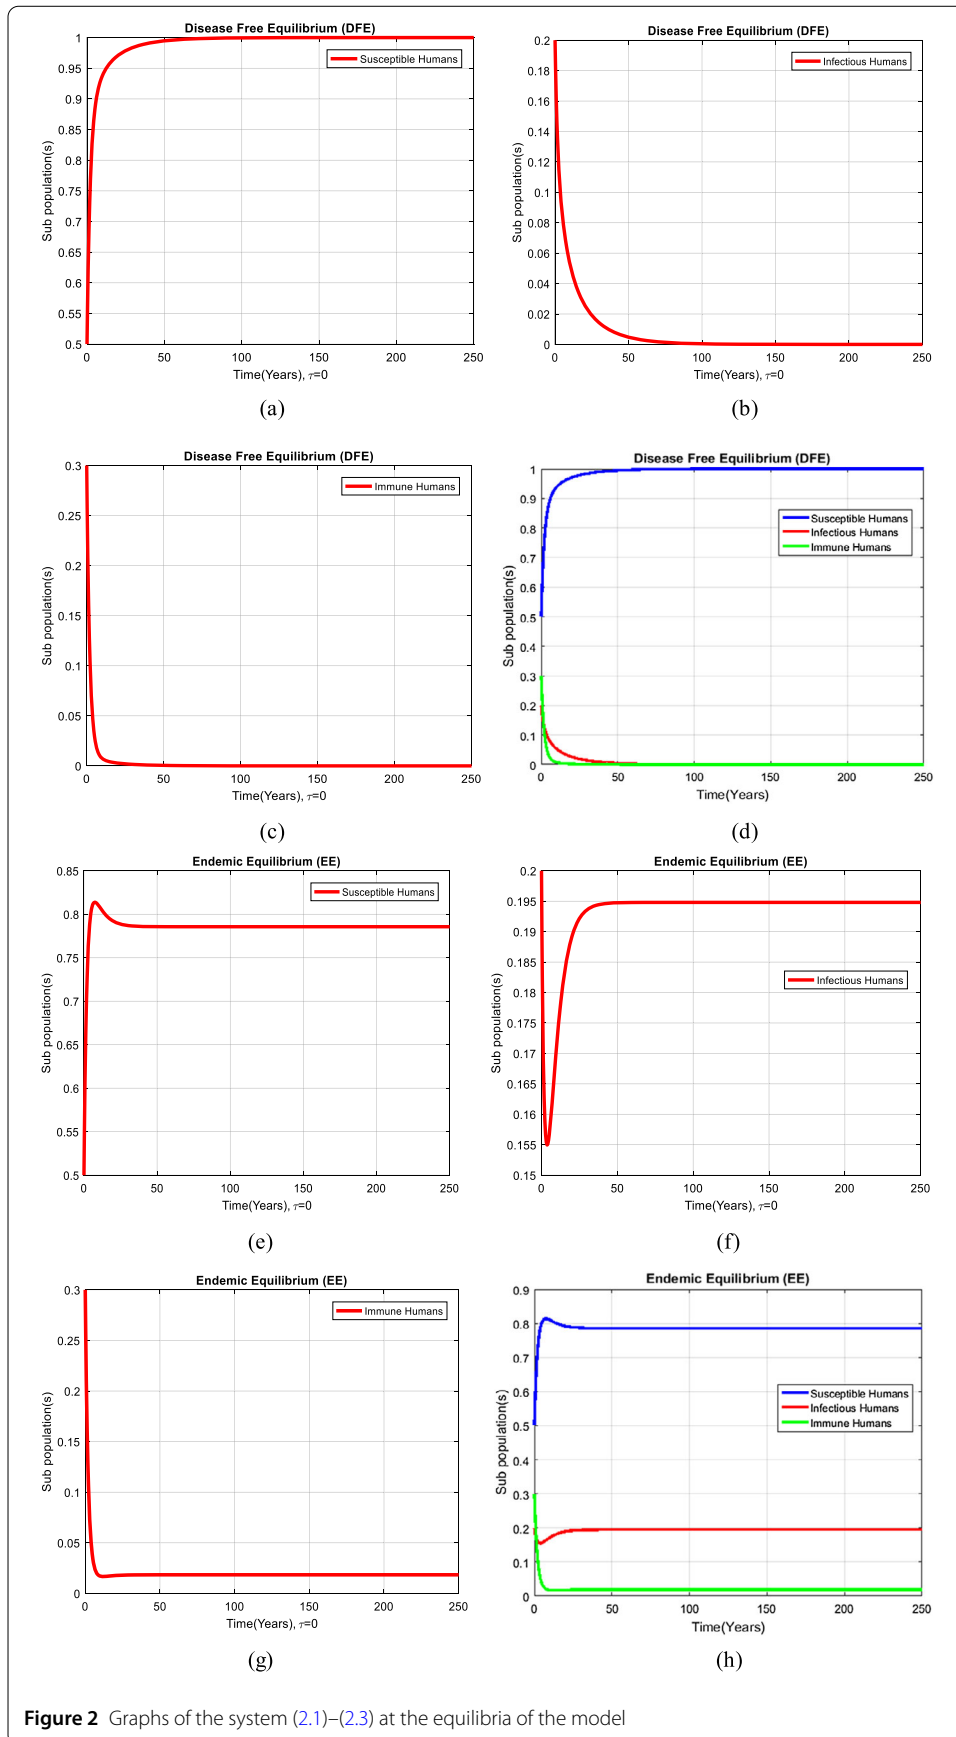 Disease Free Equilibrium (DFE)
1
0.95
0.9
0.85
0.8
0.75
0.7
0.65
0.6
0.55
0.5
Sub population(s)
Susceptible Humans
0 50 100 150 200 250
Time(Years), τ=0
(a)
Disease Free Equilibrium (DFE)
0.2
0.18
0.16
0.14
0.12
0.1
0.08
0.06
0.04
0.02
0
Sub population(s)
Infectious Humans
0 50 100 150 200 250
Time(Years), τ=0
(b)
Disease Free Equilibrium (DFE)
0.3
0.25
0.2
0.15
0.1
0.05
0
Sub population(s)
Immune Humans
0 50 100 150 200 250
Time(Years), τ=0
(c)
Disease Free Equilibrium (DFE)
1
0.9
0.8
0.7
0.6
0.5
0.4
0.3
0.2
0.1
0
Sub population(s)
Susceptible Humans
Infectious Humans
Immune Humans
0 50 100 150 200 250
Time(Years)
(d)
Endemic Equilibrium (EE)
0.85
0.8
0.75
0.7
0.65
0.6
0.55
0.5
Sub population(s)
Susceptible Humans
0 50 100 150 200 250
Time(Years), τ=0
(e)
Endemic Equilibrium (EE)
0.2
0.195
0.19
0.185
0.18
0.175
0.17
0.165
0.16
0.155
0.15
Sub population(s)
Infectious Humans
0 50 100 150 200 250
Time(Years), τ=0
(f)
Endemic Equilibrium (EE)
0.3
0.25
0.2
0.15
0.1
0.05
0
Sub population(s)
Immune Humans
0 50 100 150 200 250
Time(Years), τ=0
(g)
Endemic Equilibrium (EE)
0.9
0.8
0.7
0.6
0.5
0.4
0.3
0.2
0.1
0
Sub population(s)
Susceptible Humans
Infectious Humans
Immune Humans
0 50 100 150 200 250
Time(Years)
(h)
Figure 2 Graphs of the system (2.1)–(2.3) at the equilibria of the model